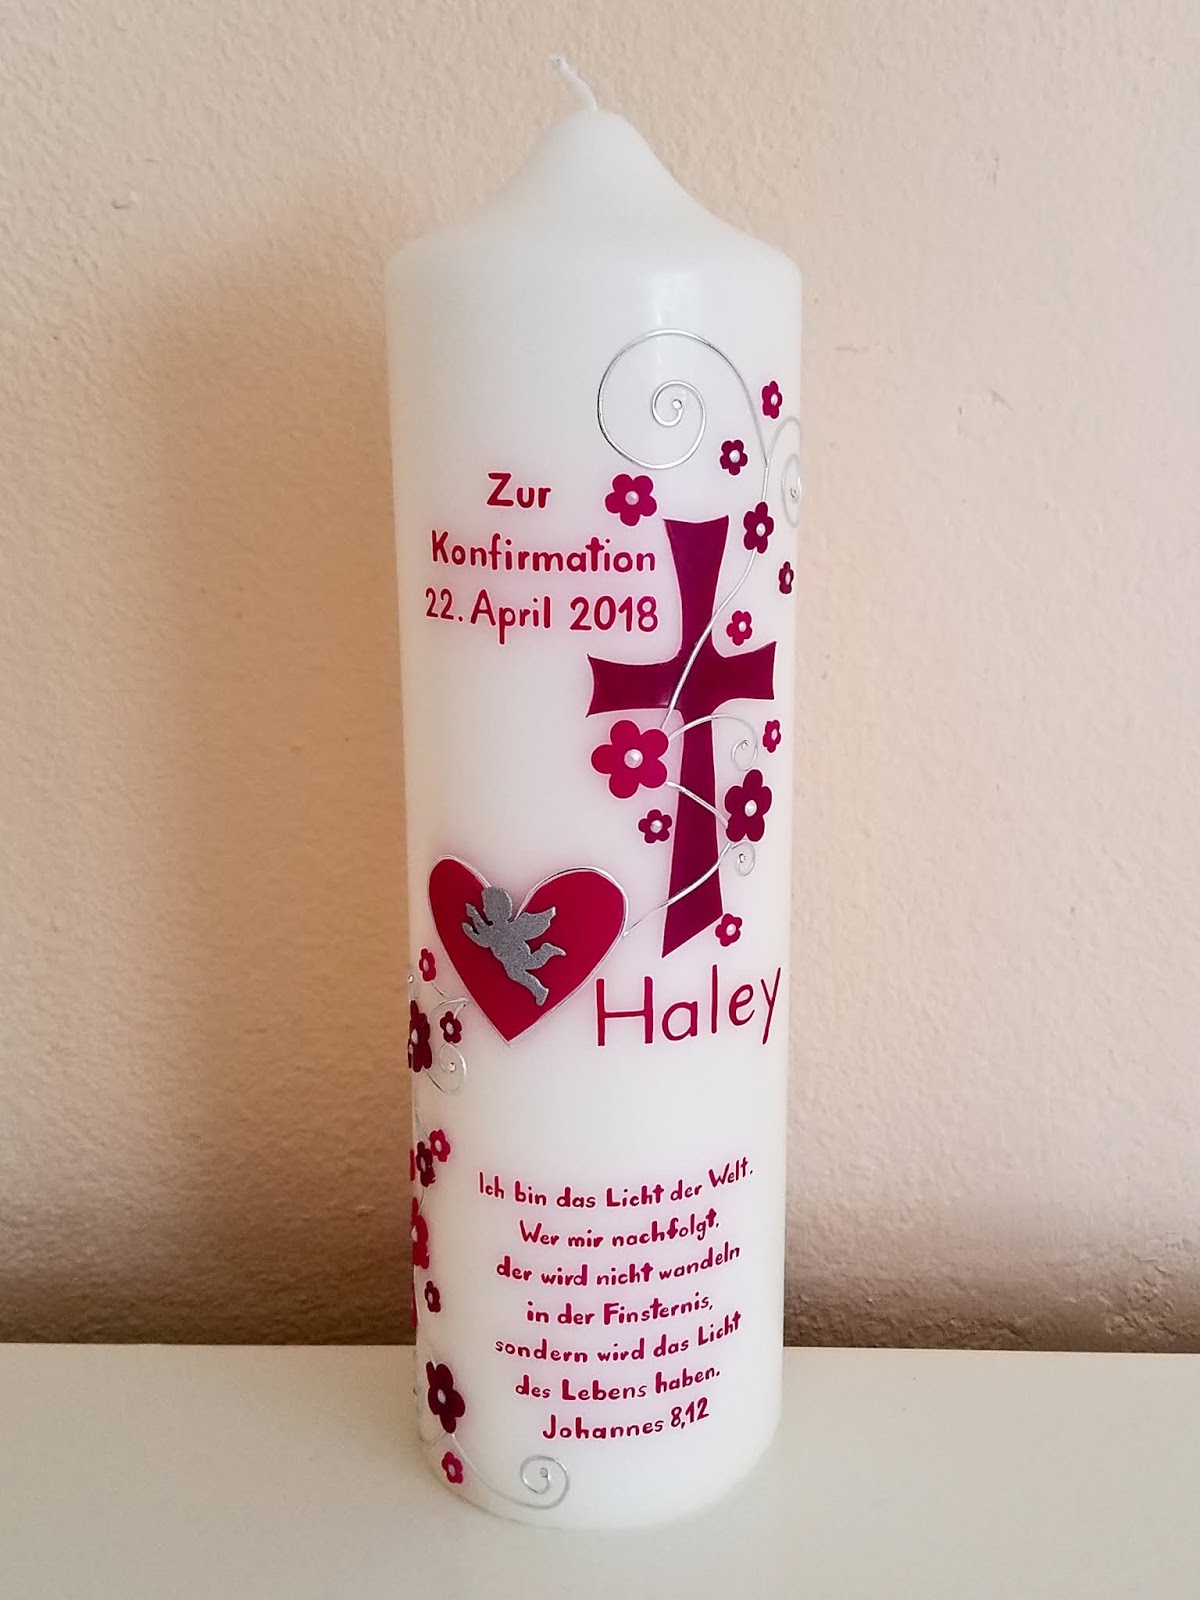 Zur
Konfirmation
22. April 2018
Haley
Ich bin das Licht der Welt.
Wer mir nachfolgt,
der wird nicht wandeln
in der Finsternis,
sondern wird das Licht
des Lebens haben.
Johannes 8,12